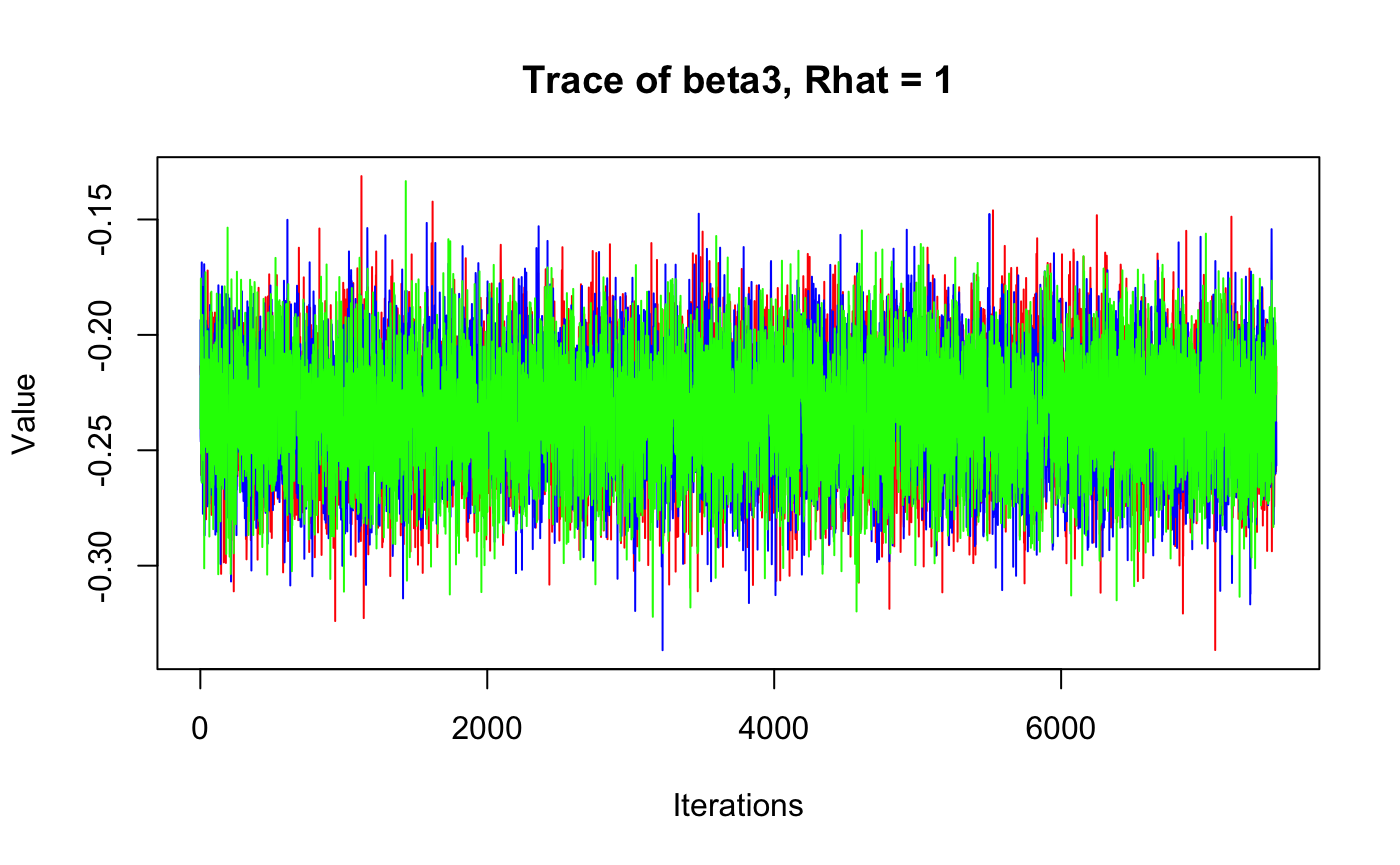 Trace of beta3, Rhat = 1
Value
-0.15
-0.20
-0.25
-0.30
0 2000 4000 6000
Iterations